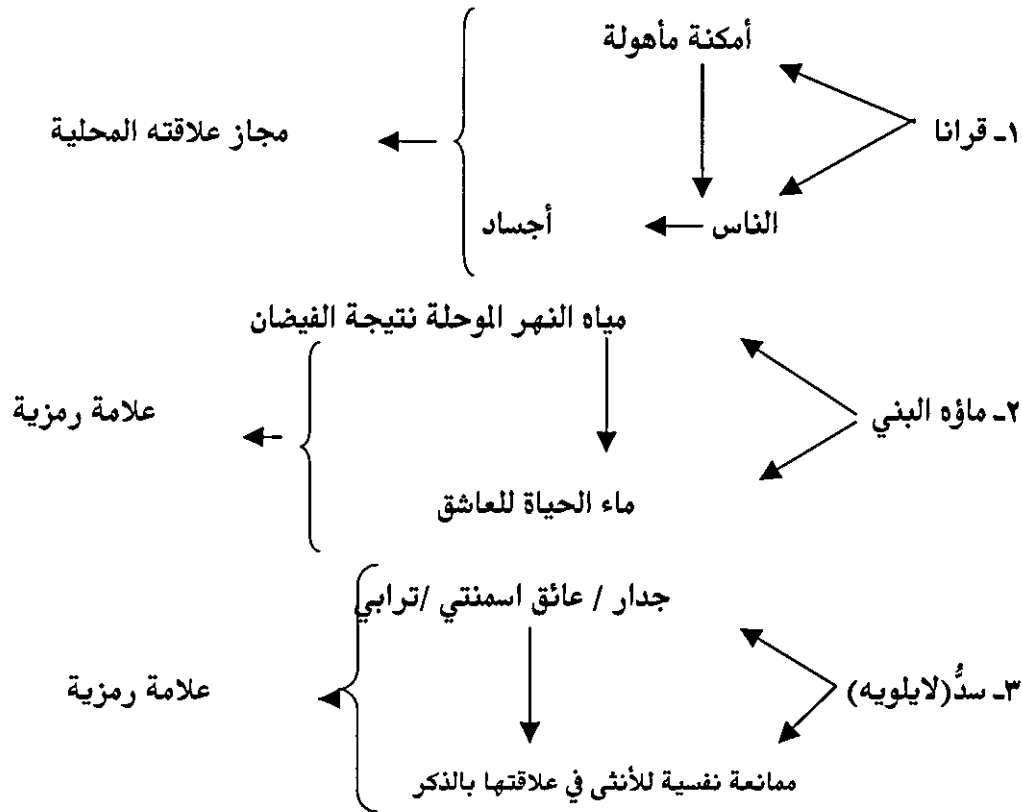 أمكنة مأهولة
١ـ قرانا
مجاز علاقته المحلية
الناس
أجساد
مياه النهر الموحلة نتيجة الفيضان
٢ـ ماؤه البني
علامة رمزية
ماء الحياة للعاشق
جدار / عائق اسمنتي /ترابي
٣ـ سدُّ(لايلويه)
علامة رمزية
ممانعة نفسية للأنثى في علاقتها بالذكر